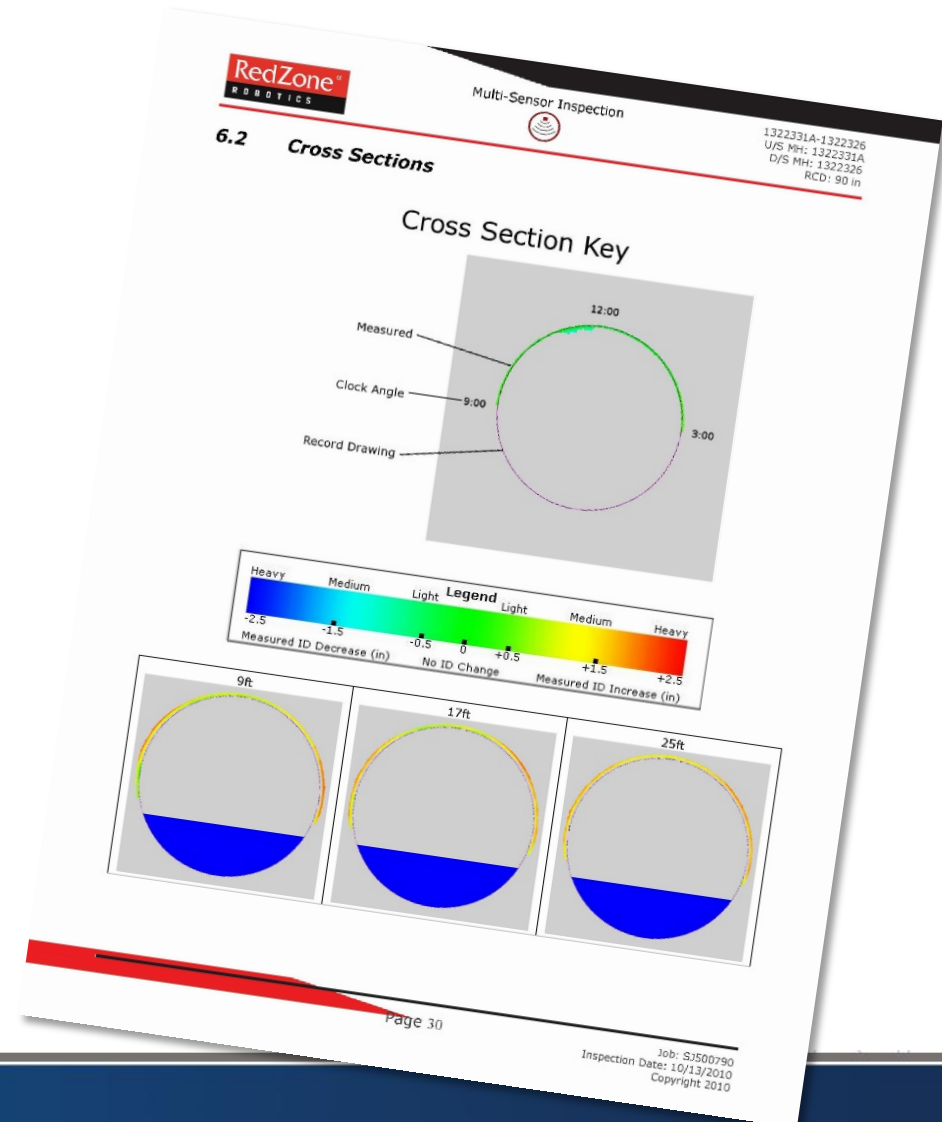 RedZone®
ROBOTICS
Multi-Sensor Inspection
1322331A-1322326
U/S MH: 1322331A
D/S MH: 1322326
RCD: 90 in
6.2 Cross Sections
Cross Section Key
12:00
Measured
Clock Angle
9:00
3:00
Record Drawing
Legend
Heavy Medium Light Light Medium Heavy
-2.5 -1.5 -0.5 0 +0.5 +1.5 +2.5
Measured ID Decrease (in) No ID Change Measured ID Increase (in)
9ft 17ft 25ft
Page 30
Job: SJ500790
Inspection Date: 10/13/2010
Copyright 2010